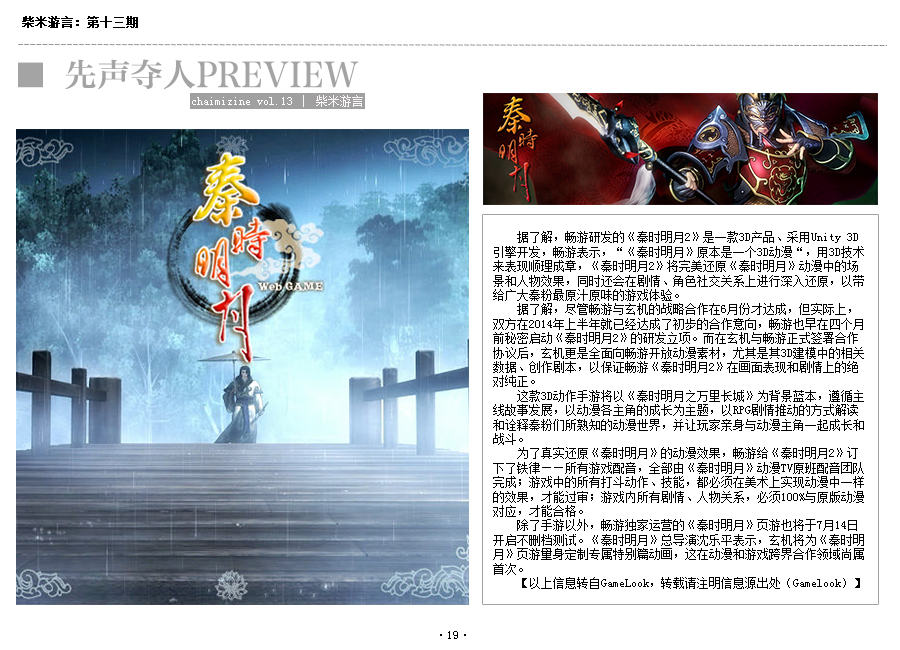 柴米游言：第十三期
先声夺人PREVIEW
chaimizine vol.13 | 柴米游言
秦時明月
Web GAME
秦時明月
据了解，畅游研发的《秦时明月2》是一款3D产品、采用Unity 3D
引擎开发，畅游表示，“《秦时明月》原本是一个3D动漫“，用3D技术
来表现顺理成章，《秦时明月2》将完美还原《秦时明月》动漫中的场
景和人物效果，同时还会在剧情、角色社交关系上进行深入还原，以带
给广大秦粉最原汁原味的游戏体验。
据了解，尽管畅游与玄机的战略合作在6月份才达成，但实际上，
双方在2014年上半年就已经达成了初步的合作意向，畅游也早在四个月
前秘密启动《秦时明月2》的研发立项。而在玄机与畅游正式签署合作
协议后，玄机更是全面向畅游开放动漫素材，尤其是其3D建模中的相关
数据、创作剧本，以保证畅游《秦时明月2》在画面表现和剧情上的绝
对纯正。
这款3D动作手游将以《秦时明月之万里长城》为背景蓝本，遵循主
线故事发展，以动漫各主角的成长为主题，以RPG剧情推动的方式解读
和诠释秦粉们所熟知的动漫世界，并让玩家亲身与动漫主角一起成长和
战斗。
为了真实还原《秦时明月》的动漫效果，畅游给《秦时明月2》订
下了铁律——所有游戏配音，全部由《秦时明月》动漫TV原班配音团队
完成；游戏中的所有打斗动作、技能，都必须在美术上实现动漫中一样
的效果，才能过审；游戏内所有剧情、人物关系，必须100%与原版动漫
对应，才能合格。
除了手游以外，畅游独家运营的《秦时明月》页游也将于7月14日
开启不删档测试。《秦时明月》总导演沈乐平表示，玄机将为《秦时明
月》页游量身定制专属特别篇动画，这在动漫和游戏跨界合作领域尚属
首次。
【以上信息转自GameLook，转载请注明信息源出处（Gamelook）】
·19·